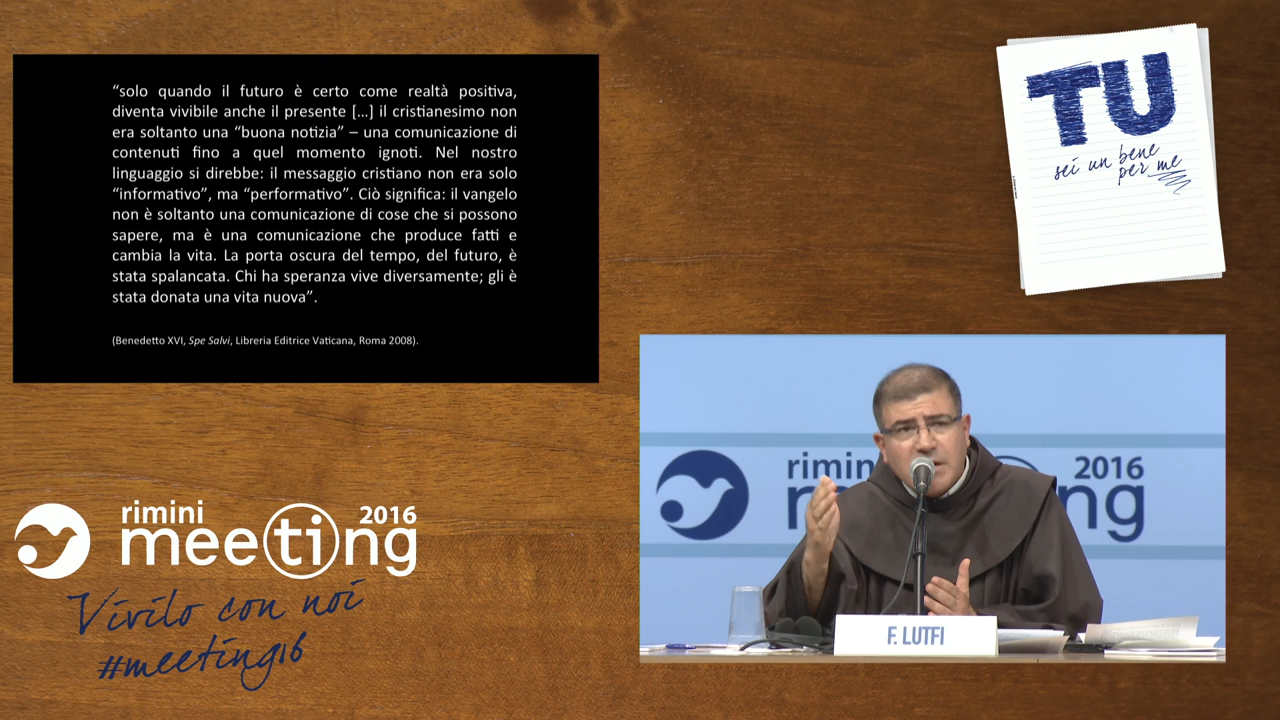 “solo quando il futuro è certo come realtà positiva,
diventa vivibile anche il presente […] il cristianesimo non
era soltanto una “buona notizia” – una comunicazione di
contenuti fino a quel momento ignoti. Nel nostro
linguaggio si direbbe: il messaggio cristiano non era solo
“informativo”, ma “performativo”. Ciò significa: il vangelo
non è soltanto una comunicazione di cose che si possono
sapere, ma è una comunicazione che produce fatti e
cambia la vita. La porta oscura del tempo, del futuro, è
stata spalancata. Chi ha speranza vive diversamente; gli è
stata donata una vita nuova”.
(Benedetto XVI, Spe Salvi, Libreria Editrice Vaticana, Roma 2008).
TU
sei un bene
per me
rimini 2016
meeting
Vivilo con noi
#meeting16
2016
F. LUTFI